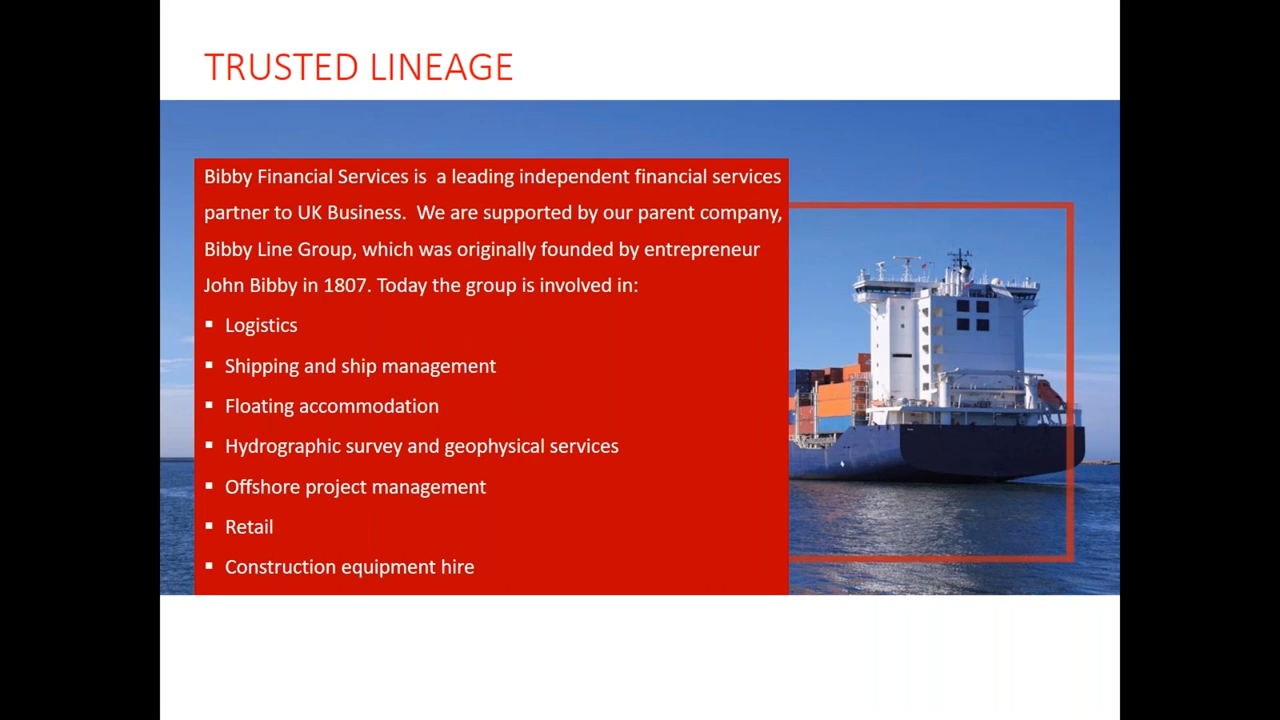 TRUSTED LINEAGE
Bibby Financial Services is  a leading independent financial services
partner to UK Business.  We are supported by our parent company,
Bibby Line Group, which was originally founded by entrepreneur
John Bibby in 1807. Today the group is involved in:
▪ Logistics
▪ Shipping and ship management
▪ Floating accommodation
▪ Hydrographic survey and geophysical services
▪ Offshore project management
▪ Retail
▪ Construction equipment hire